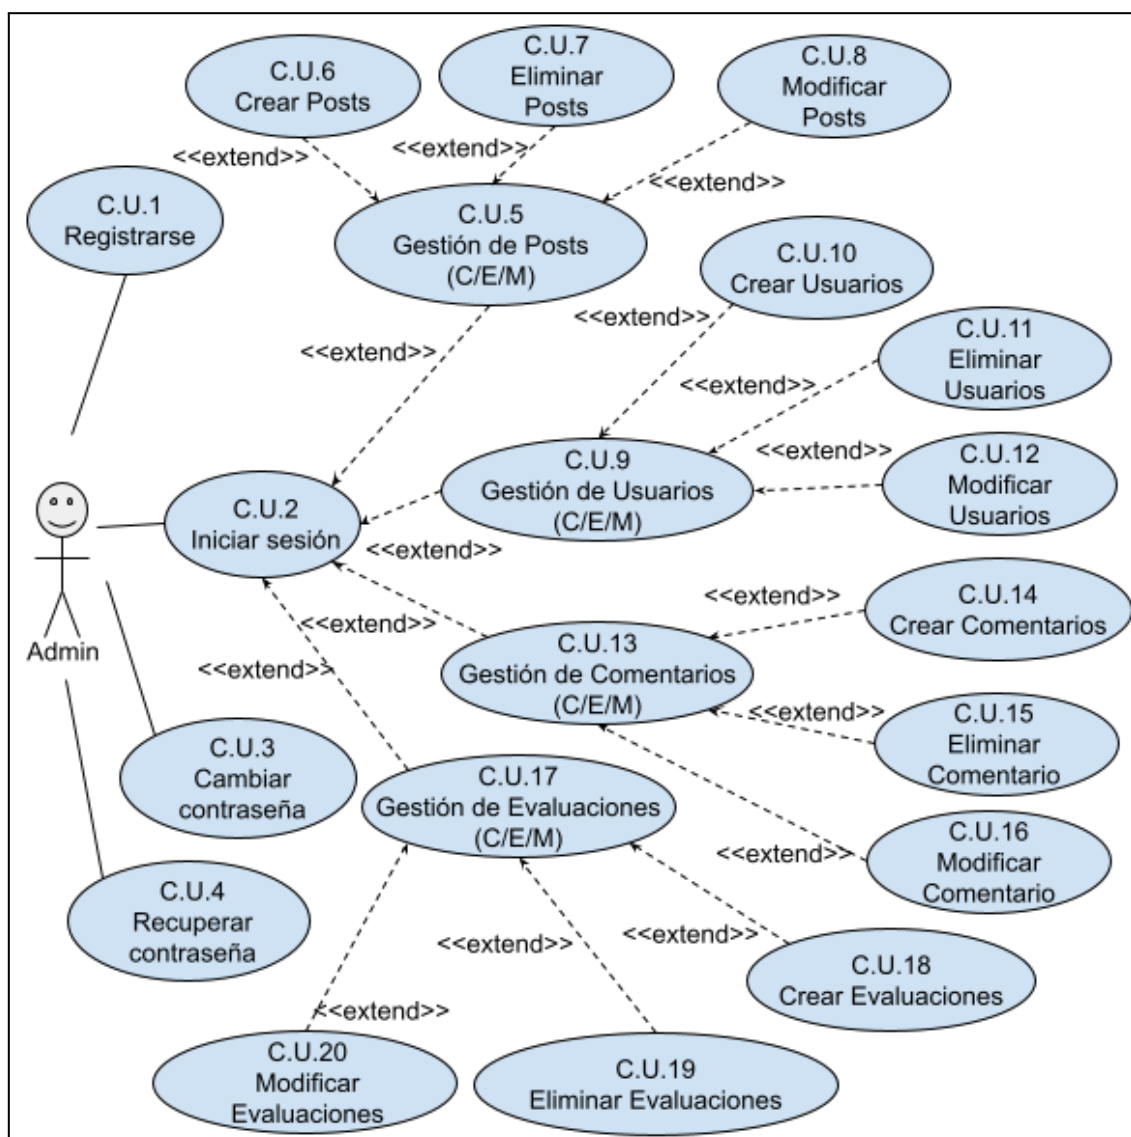 C.U.6
Crear Posts
C.U.7
Eliminar
Posts
C.U.8
Modificar
Posts
<<extend>>
<<extend>>
<<extend>>
C.U.1
Registrarse
C.U.5
Gestión de Posts
(C/E/M)
C.U.10
Crear Usuarios
<<extend>>
<<extend>>
C.U.11
Eliminar
Usuarios
<<extend>>
<<extend>>
C.U.9
Gestión de Usuarios
(C/E/M)
C.U.12
Modificar
Usuarios
C.U.2
Iniciar sesión
<<extend>>
<<extend>>
C.U.14
Crear Comentarios
<<extend>>
Admin
<<extend>>
C.U.13
Gestión de Comentarios
(C/E/M)
<<extend>>
C.U.15
Eliminar
Comentario
C.U.3
Cambiar
contraseña
C.U.17
Gestión de Evaluaciones
(C/E/M)
<<extend>>
C.U.16
Modificar
Comentario
C.U.4
Recuperar
contraseña
<<extend>>
<<extend>>
C.U.18
Crear Evaluaciones
<<extend>>
C.U.20
Modificar
Evaluaciones
C.U.19
Eliminar Evaluaciones